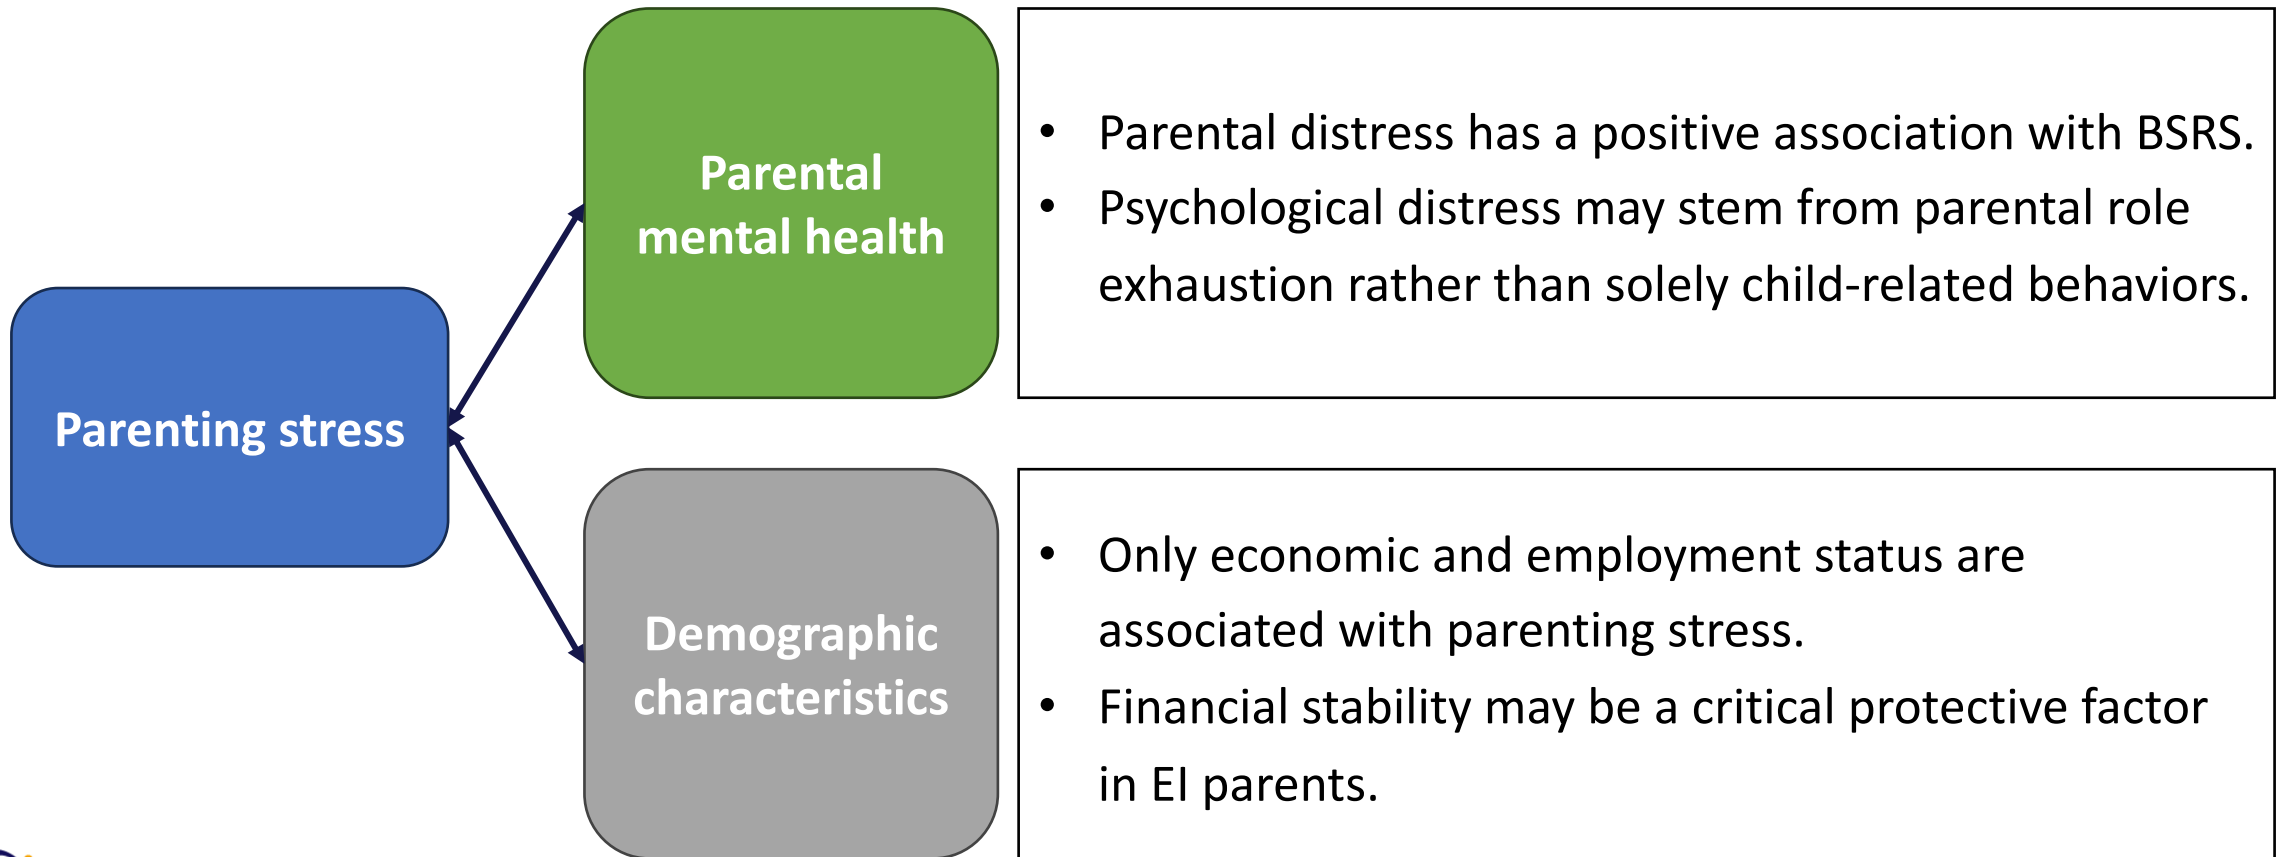 Parenting stress
Parental
mental health
• Parental distress has a positive association with BSRS.
• Psychological distress may stem from parental role
exhaustion rather than solely child-related behaviors.
Demographic
characteristics
• Only economic and employment status are
associated with parenting stress.
• Financial stability may be a critical protective factor
in EI parents.